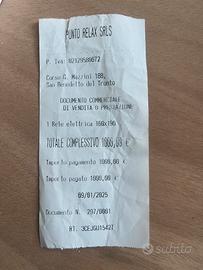 PUNTO RELAX SRLS
P. Iva: 02129580672
Corso G. Mazzini 188,
San Benedetto del Tronto
DOCUMENTO COMMERCIALE
DI VENDITA O PRESTAZIONE
1 Rete elettrica 160x190
TOTALE COMPLESSIVO 1000,00 €
Importo pagamento 1000,00 €
Importo pagato 1000,00 €
09/01/2025
Documento N. 297/0001
RT. 3CEJGU15421
subito